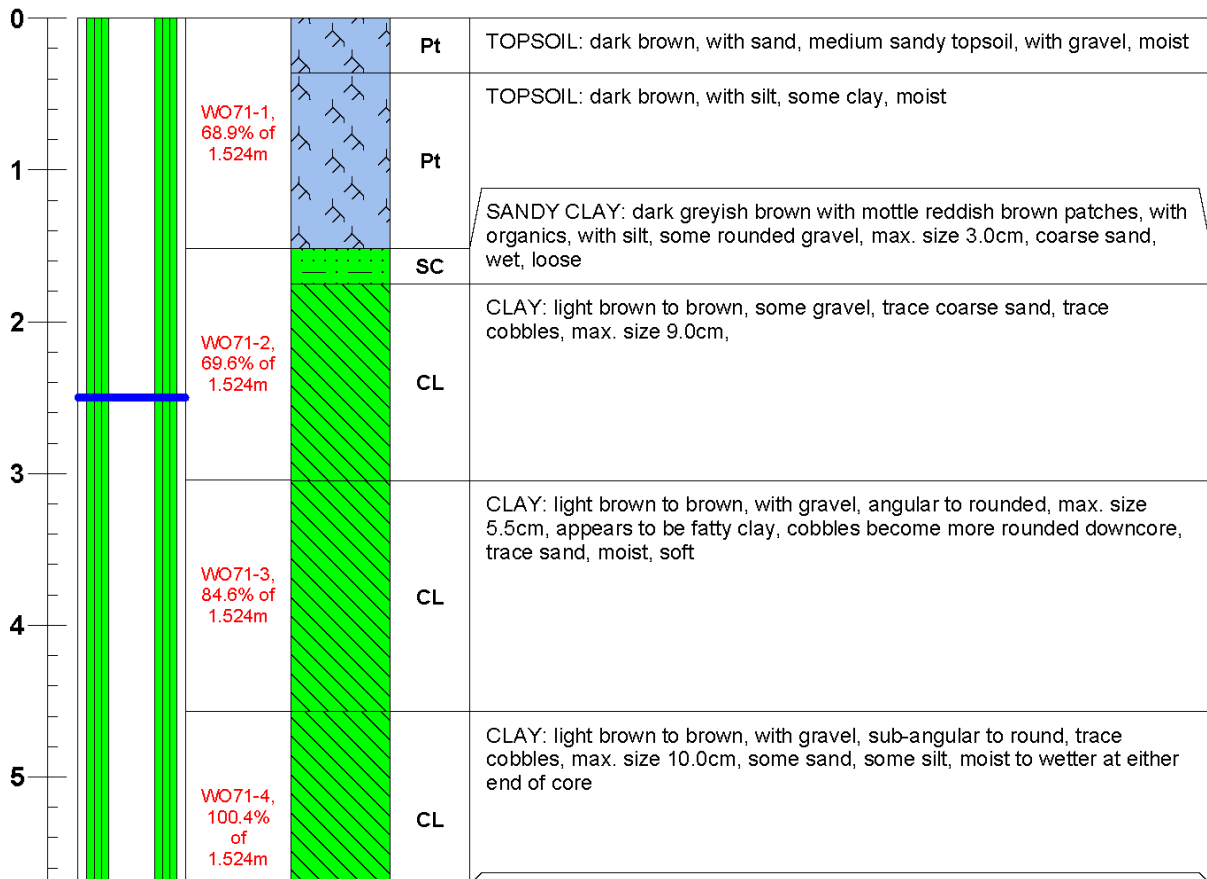 0
Pt
TOPSOIL: dark brown, with sand, medium sandy topsoil, with gravel, moist
WO71-1,
68.9% of
1.524m
Pt
TOPSOIL: dark brown, with silt, some clay, moist
1
SANDY CLAY: dark greyish brown with mottle reddish brown patches, with
organics, with silt, some rounded gravel, max. size 3.0cm, coarse sand,
wet, loose
SC
2
WO71-2,
69.6% of
1.524m
CL
CLAY: light brown to brown, some gravel, trace coarse sand, trace
cobbles, max. size 9.0cm,
3
WO71-3,
84.6% of
1.524m
CL
CLAY: light brown to brown, with gravel, angular to rounded, max. size
5.5cm, appears to be fatty clay, cobbles become more rounded downcore,
trace sand, moist, soft
4
5
WO71-4,
100.4%
of
1.524m
CL
CLAY: light brown to brown, with gravel, sub-angular to round, trace
cobbles, max. size 10.0cm, some sand, some silt, moist to wetter at either
end of core